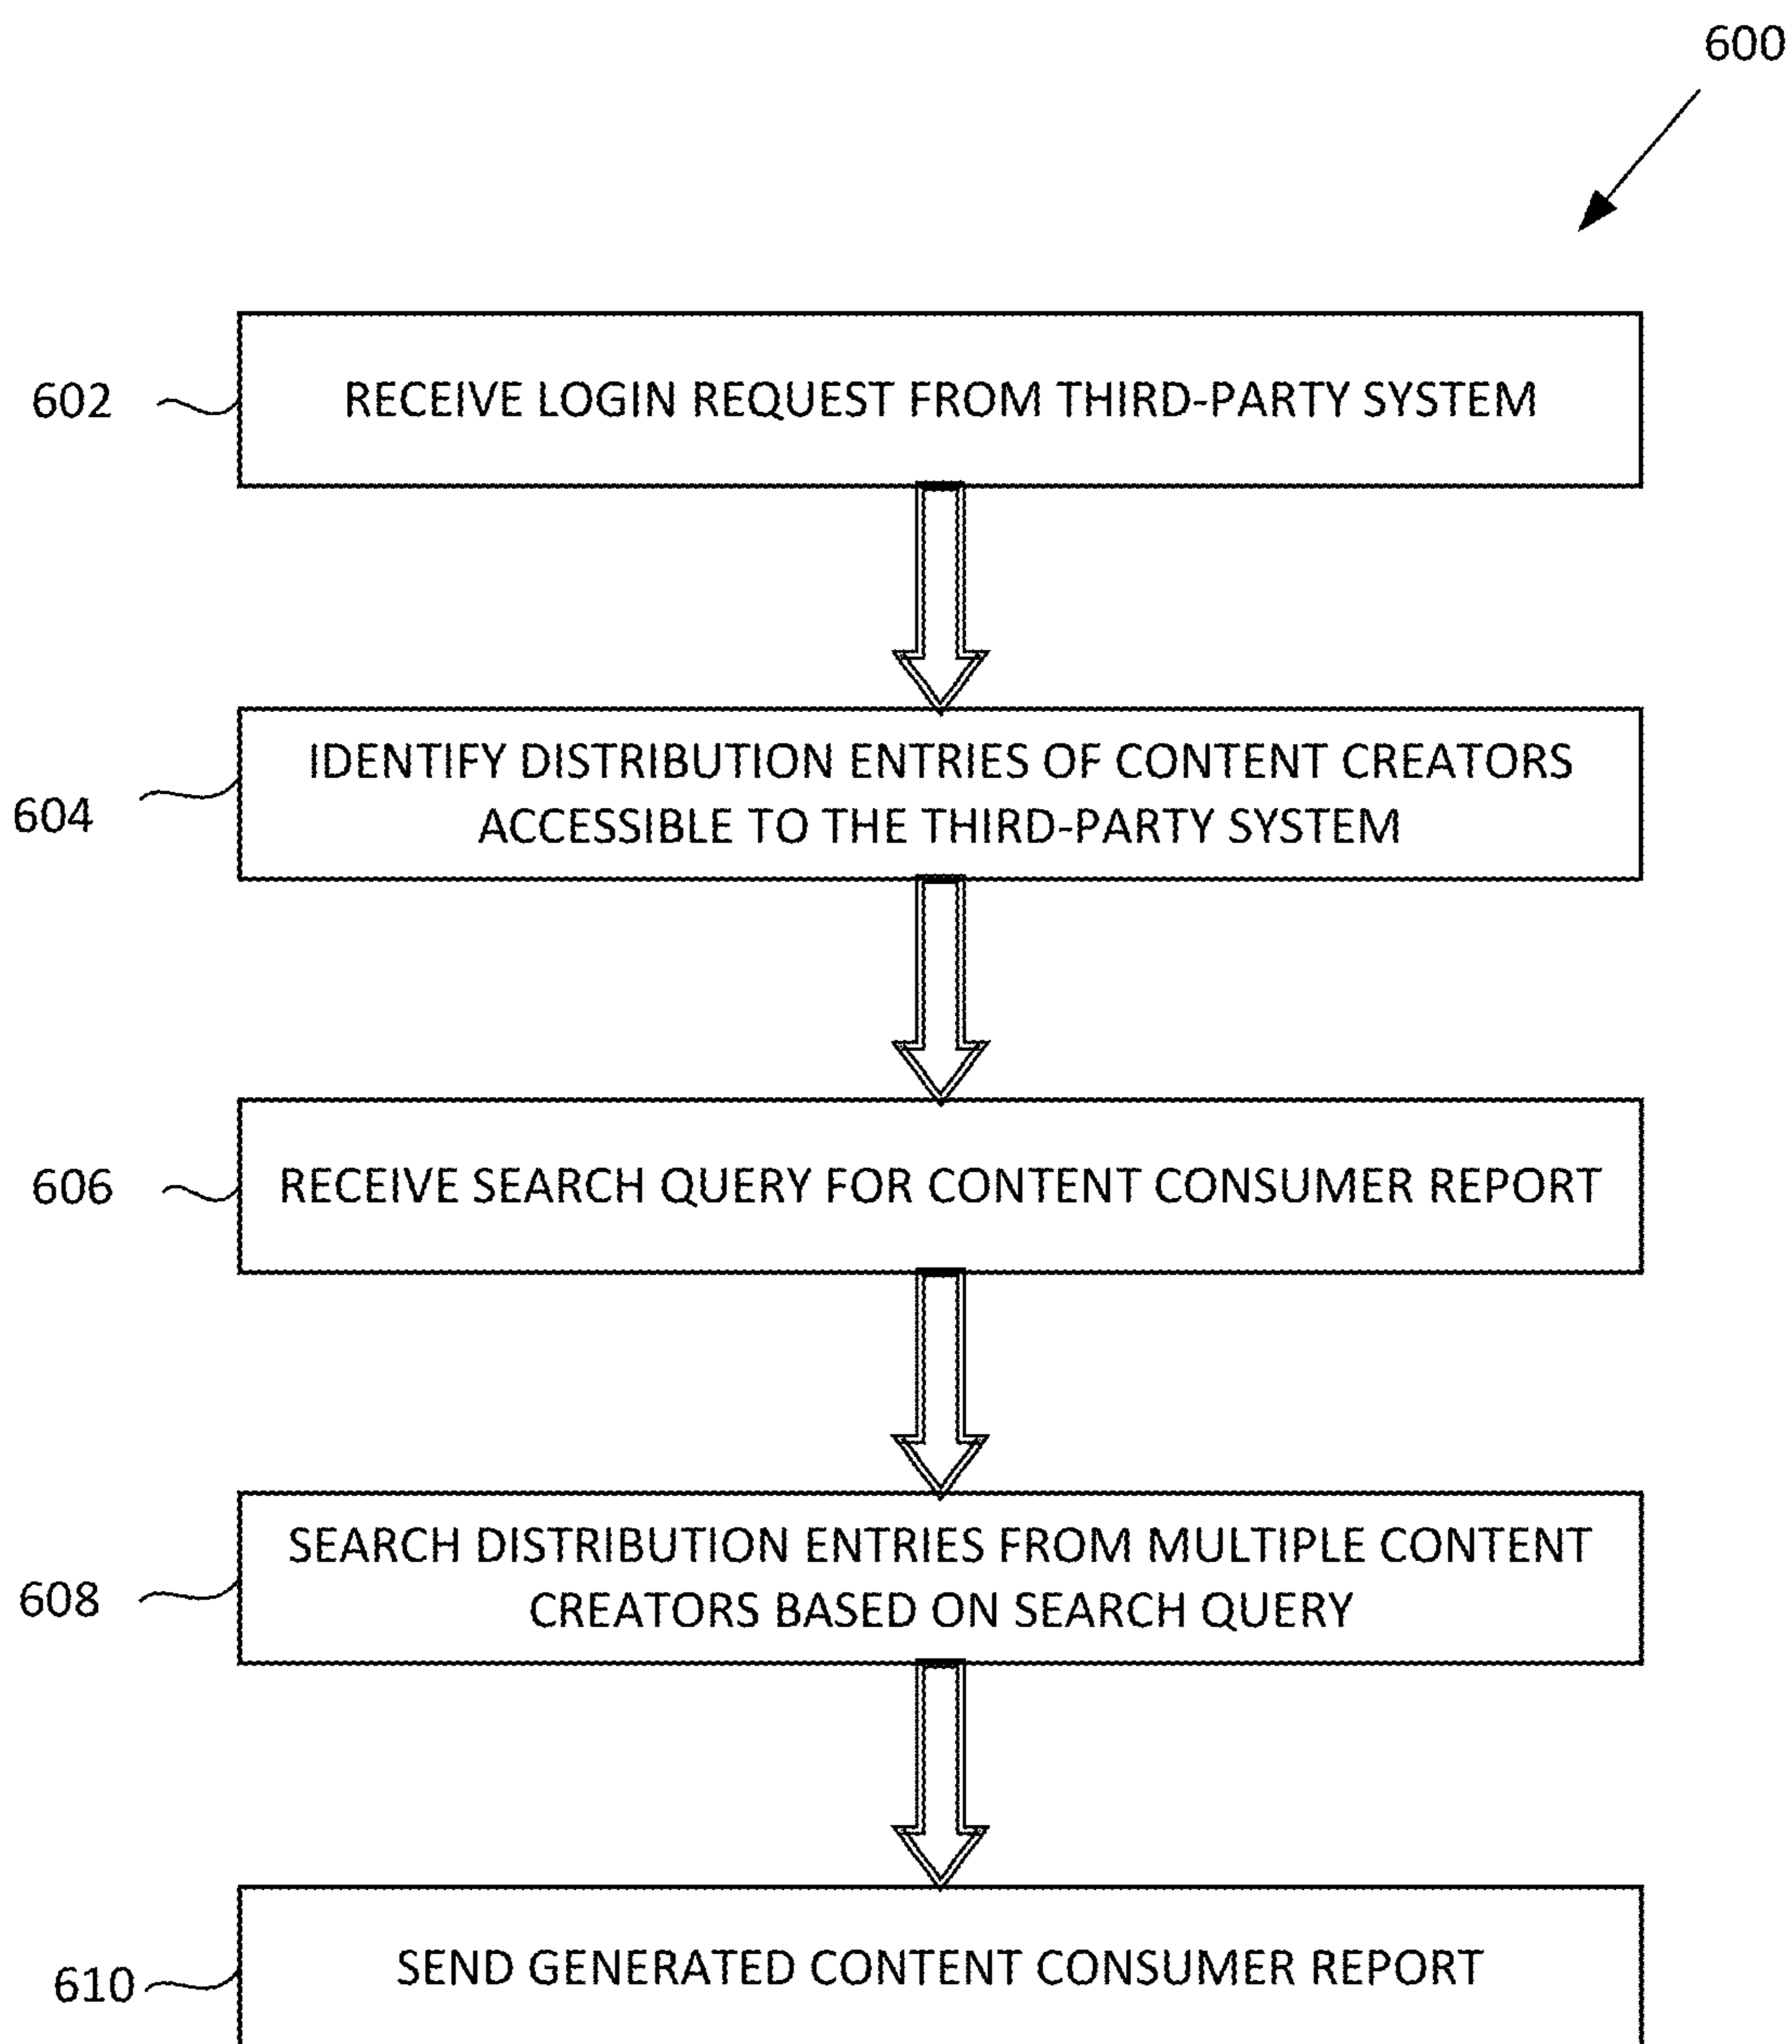 600
602
RECEIVE LOGIN REQUEST FROM THIRD-PARTY SYSTEM
IDENTIFY DISTRIBUTION ENTRIES OF CONTENT CREATORS
604
ACCESSIBLE TO THE THIRD-PARTY SYSTEM
606
RECEIVE SEARCH QUERY FOR CONTENT CONSUMER REPORT
SEARCH DISTRIBUTION ENTRIES FROM MULTIPLE CONTENT
608
CREATORS BASED ON SEARCH QUERY
610
SEND GENERATED CONTENT CONSUMER REPORT